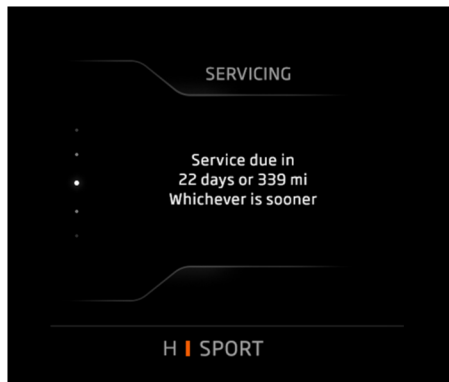 SERVICING
Service due in
22 days or 339 mi
Whichever is sooner
H SPORT